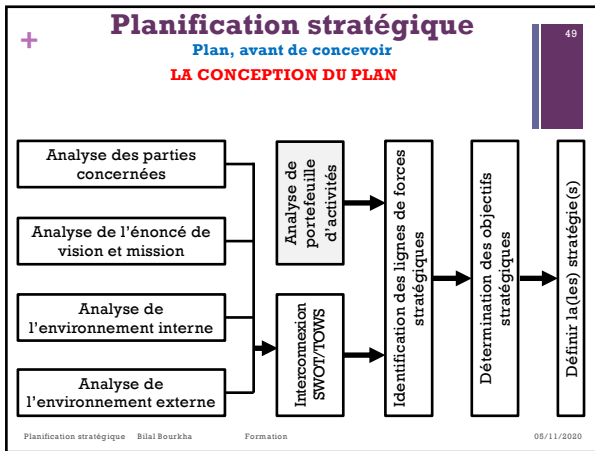 +
Planification stratégique
49
Plan, avant de concevoir
LA CONCEPTION DU PLAN
Analyse des parties
concernées
Analyse de l'énoncé de
vision et mission
Analyse de
l'environnement interne
Analyse de
l'environnement externe
Analyse de
portefeuille
d'activités
Interconnexion
SWOT/TOWS
Identification des lignes de forces
stratégiques
Détermination des objectifs
stratégiques
Définir la(les) stratégie(s)
Planification stratégique Bilal Bourkha Formation 05/11/2020